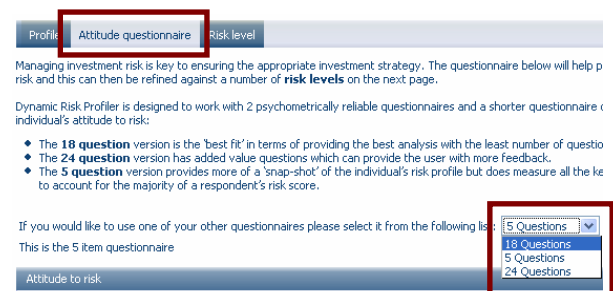 Profile Attitude questionnaire Risk level
Managing investment risk is key to ensuring the appropriate investment strategy. The questionnaire below will help p
risk and this can then be refined against a number of risk levels on the next page.
Dynamic Risk Profiler is designed to work with 2 psychometrically reliable questionnaires and a shorter questionnaire
individual's attitude to risk:
The 18 question version is the 'best fit' in terms of providing the best analysis with the least number of questio
The 24 question version has added value questions which can provide the user with more feedback.
The 5 question version provides more of a 'snap-shot' of the individual's risk profile but does measure all the ke
to account for the majority of a respondent's risk score.
If you would like to use one of your other questionnaires please select it from the following list: 5 Questions
18 Questions
This is the 5 item questionnaire
5 Questions
24 Questions
Attitude to risk